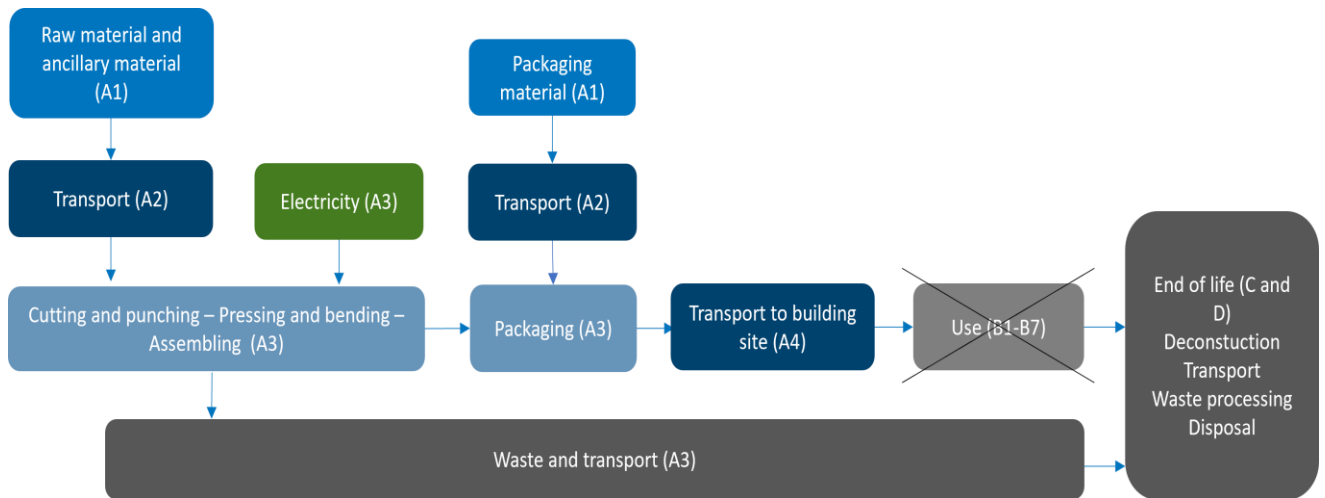 Raw material and
ancillary material
(A1)
Packaging
material (A1)
Transport (A2)
Electricity (A3)
Transport (A2)
Cutting and punching – Pressing and bending –
Assembling  (A3)
Packaging (A3)
Transport to building
site (A4)
Use (B1-B7)
End of life (C and
D)
Deconstuction
Transport
Waste processing
Disposal
Waste and transport (A3)